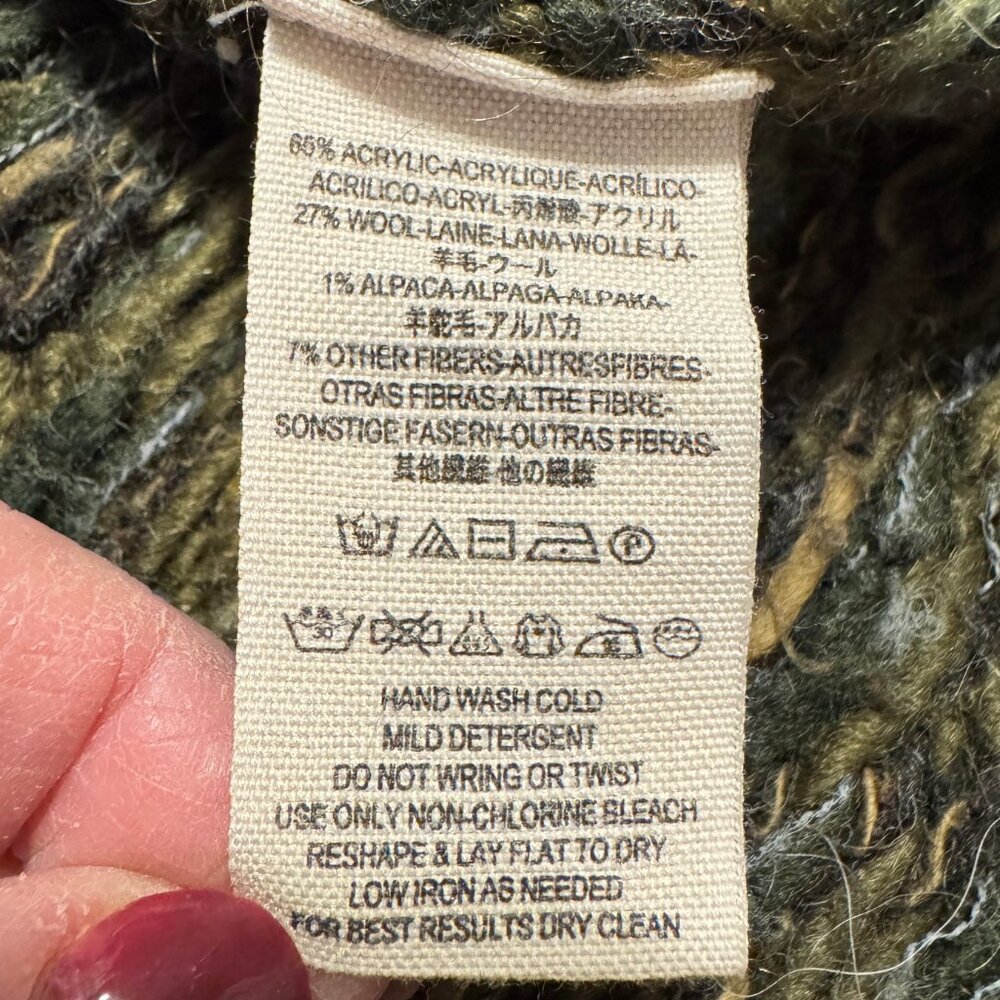 65% ACRYLIC-ACRYLIQUE-ACRÍLICO-
ACRILICO-ACRYL-丙烯酸-アクリル
27% WOOL-LAINE-LANA-WOLLE-LÃ-
羊毛-ウール
1% ALPACA-ALPAGA-ALPAKA-
羊驼毛-アルパカ
7% OTHER FIBERS-AUTRESFIBRES-
OTRAS FIBRAS-ALTRE FIBRE-
SONSTIGE FASERN-OUTRAS FIBRAS-
其他纖維-他の繊維
P
30
HAND WASH COLD
MILD DETERGENT
DO NOT WRING OR TWIST
USE ONLY NON-CHLORINE BLEACH
RESHAPE & LAY FLAT TO DRY
LOW IRON AS NEEDED
FOR BEST RESULTS DRY CLEAN